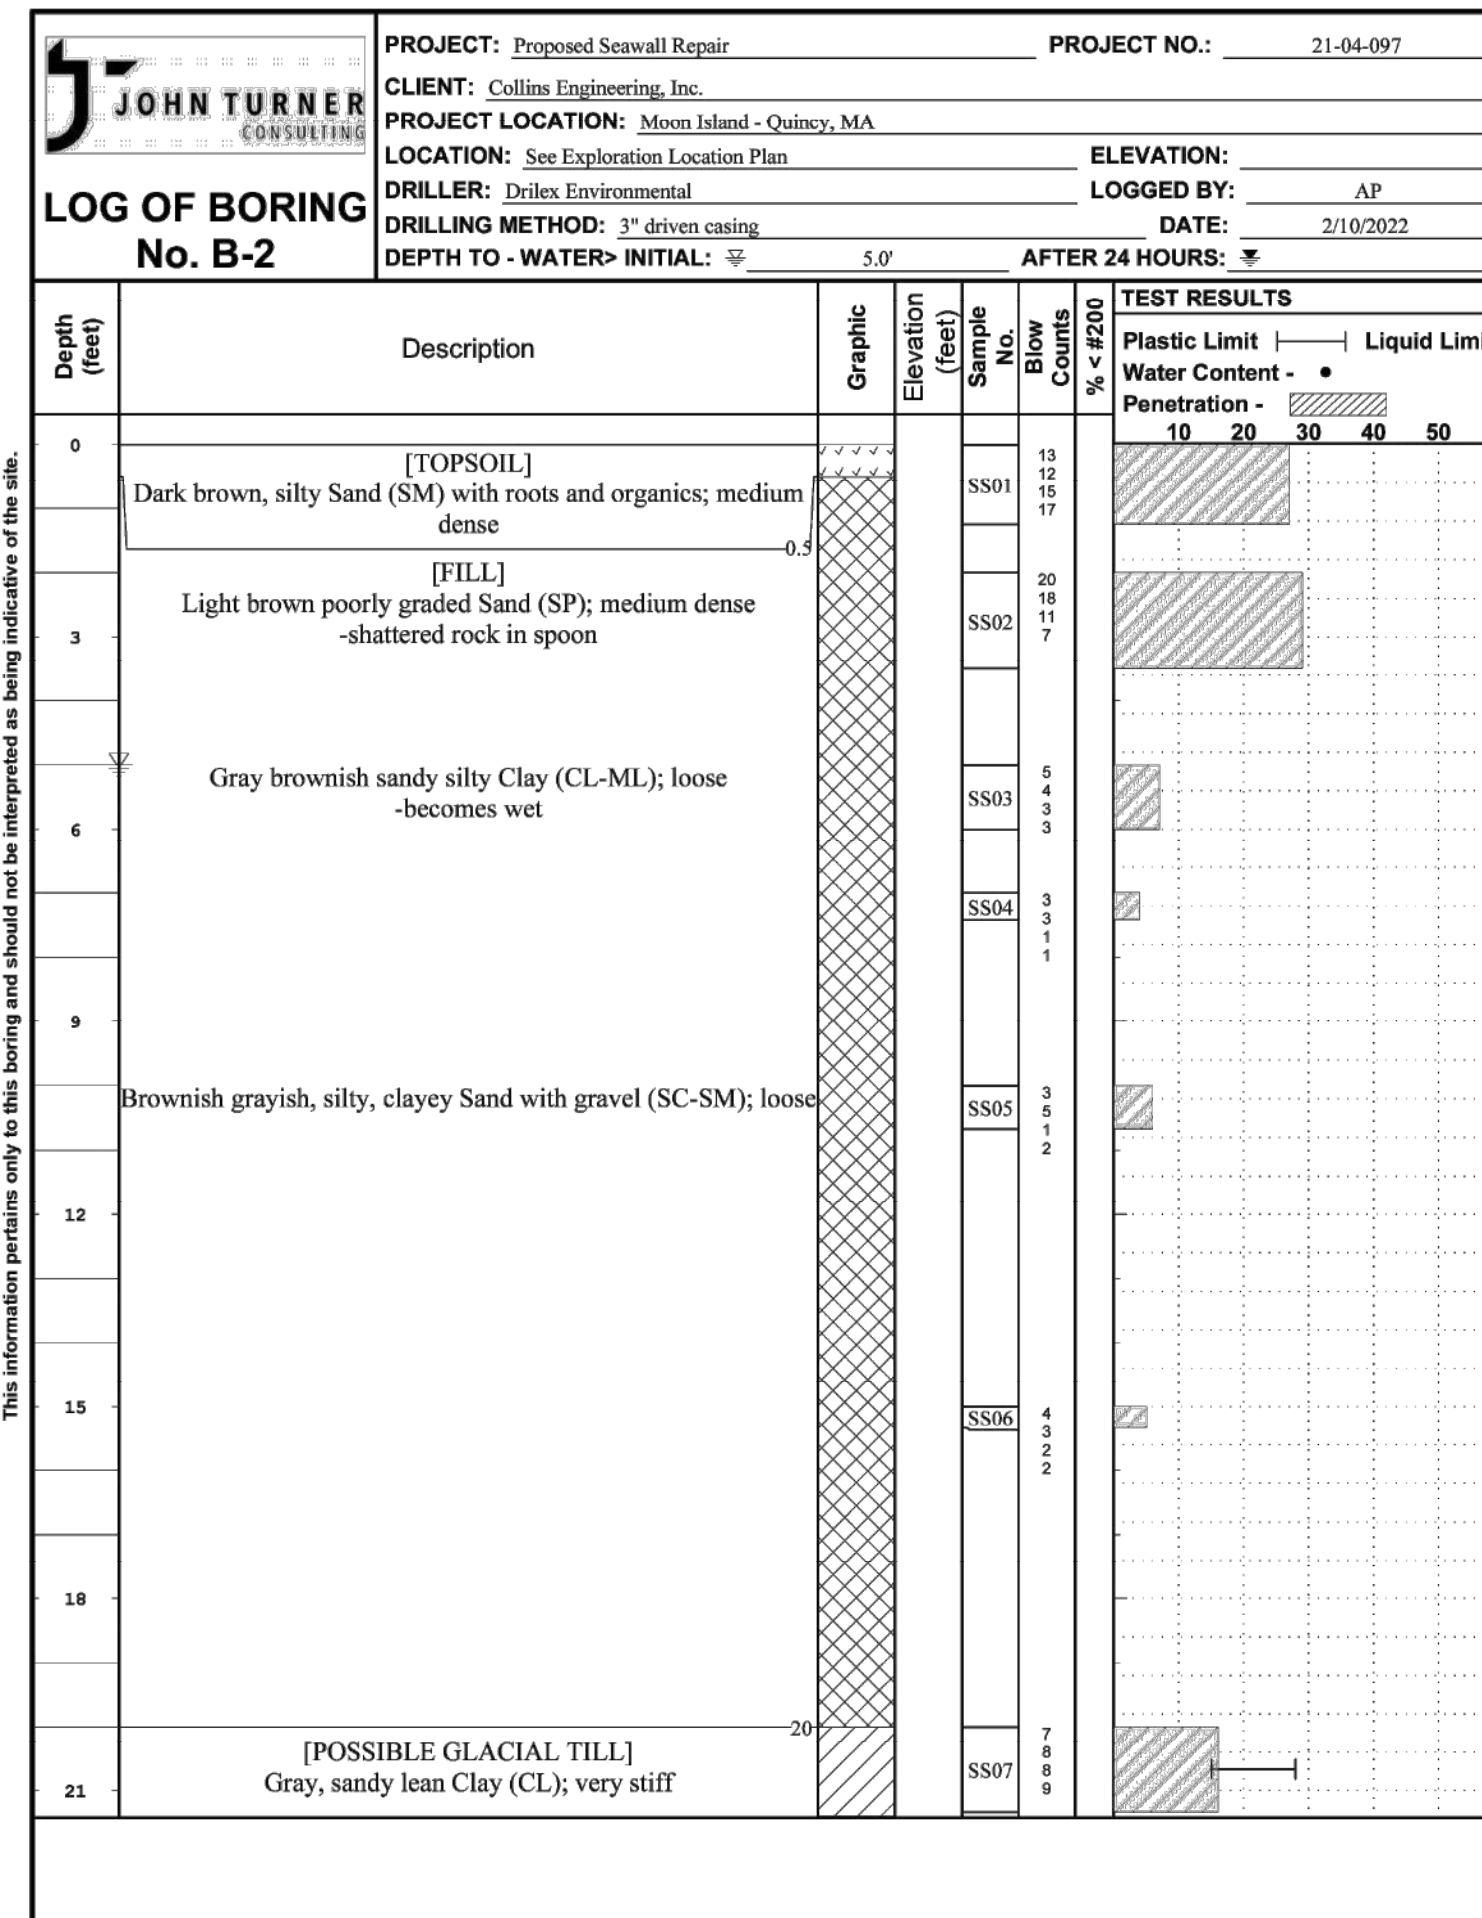 JOHN TURNER
CONSULTING
LOG OF BORING
No. B-2
PROJECT: Proposed Seawall Repair PROJECT NO.: 21-04-097
CLIENT: Collins Engineering, Inc.
PROJECT LOCATION: Moon Island - Quincy, MA
LOCATION: See Exploration Location Plan ELEVATION:
DRILLER: Drilex Environmental LOGGED BY: AP
DRILLING METHOD: 3" driven casing DATE: 2/10/2022
DEPTH TO - WATER> INITIAL: 5.0' AFTER 24 HOURS:
Depth
(feet)
Description
Graphic
Elevation
(feet)
Sample
No.
Blow
Counts
% < #200
TEST RESULTS
Plastic Limit Liquid Limi
Water Content -
Penetration -
10 20 30 40 50
0
[TOPSOIL]
Dark brown, silty Sand (SM) with roots and organics; medium
dense
0.5
SS01
13
12
15
17
[FILL]
Light brown poorly graded Sand (SP); medium dense
-shattered rock in spoon
3
SS02
20
18
11
7
Gray brownish sandy silty Clay (CL-ML); loose
-becomes wet
6
SS03
5
4
3
3
SS04
3
3
1
1
9
Brownish grayish, silty, clayey Sand with gravel (SC-SM); loose
SS05
3
5
1
2
12
15
SS06
4
3
2
2
18
20
[POSSIBLE GLACIAL TILL]
Gray, sandy lean Clay (CL); very stiff
21
SS07
7
8
8
9
This information pertains only to this boring and should not be interpreted as being indicative of the site.